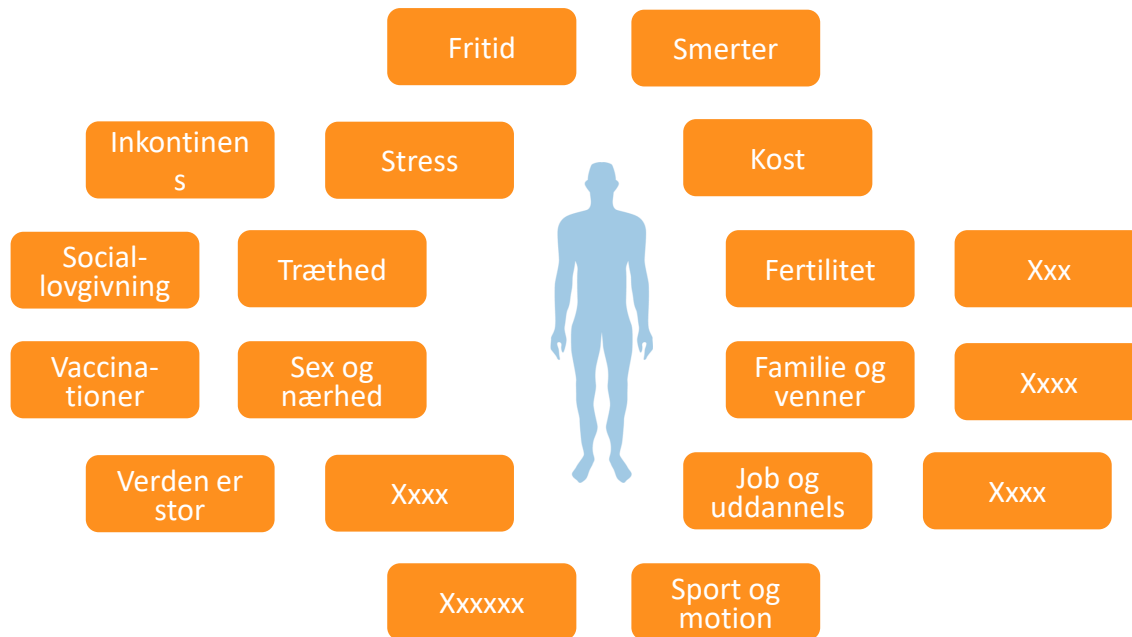 Fritid
Smerter
Inkontinen
s
Stress
Kost
Social-
lovgivning
Træthed
Fertilitet
Xxx
Vaccina-
tioner
Sex og
nærhed
Familie og
venner
Xxxx
Verden er
stor
Xxxx
Job og
uddannels
Xxxx
Xxxxxx
Sport og
motion